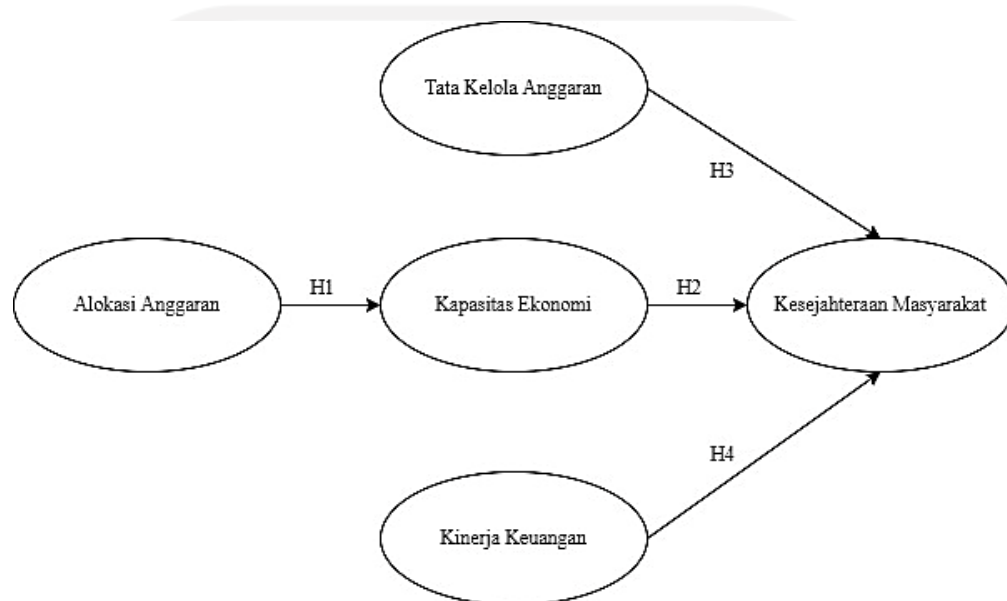 Tata Kelola Anggaran
H3
Alokasi Anggaran
H1
Kapasitas Ekonomi
H2
Kesejahteraan Masyarakat
H4
Kinerja Keuangan